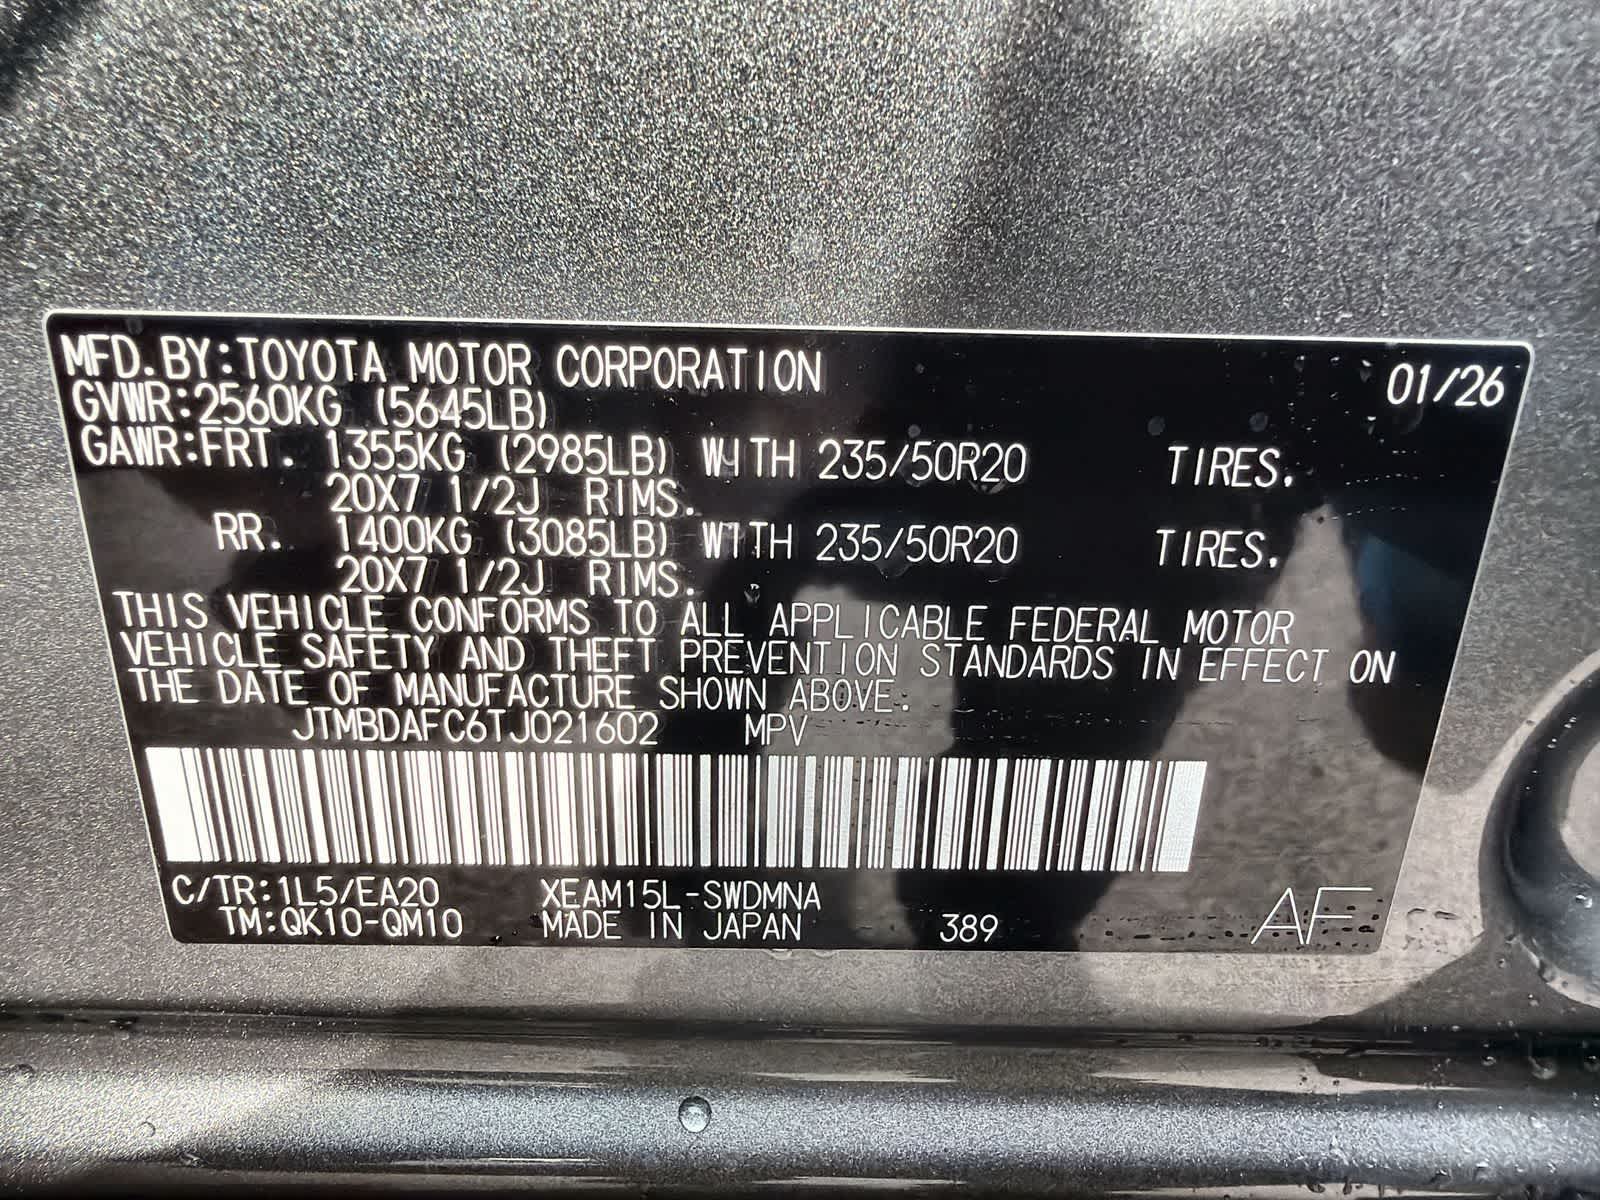 MFD.BY:TOYOTA MOTOR CORPORATION 01/26
GVWR:2560KG (5645LB)
GAWR:FRT. 1355KG (2985LB) WITH 235/50R20 TIRES.
20X7 1/2J RIMS.
RR. 1400KG (3085LB) WITH 235/50R20 TIRES.
20X7 1/2J RIMS.
THIS VEHICLE CONFORMS TO ALL APPLICABLE FEDERAL MOTOR
VEHICLE SAFETY AND THEFT PREVENTION STANDARDS IN EFFECT ON
THE DATE OF MANUFACTURE SHOWN ABOVE.
JTMBDAFC6TJ021602 MPV
C/TR:1L5/EA20 XEAM15L-SWDMNA
TM:QK10-QM10 MADE IN JAPAN 389 AF